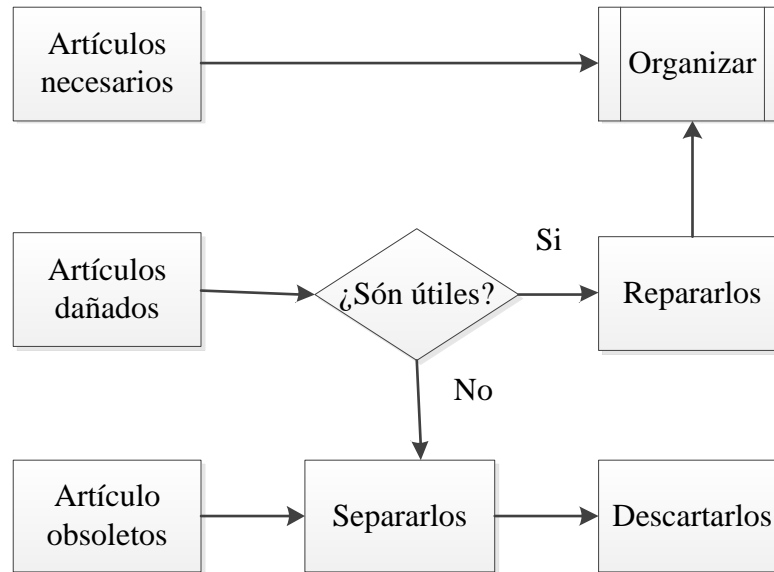 Artículos
necesarios
Organizar
Artículos
dañados
¿Són útiles?
Si
Repararlos
No
Artículo
obsoletos
Separarlos
Descartarlos